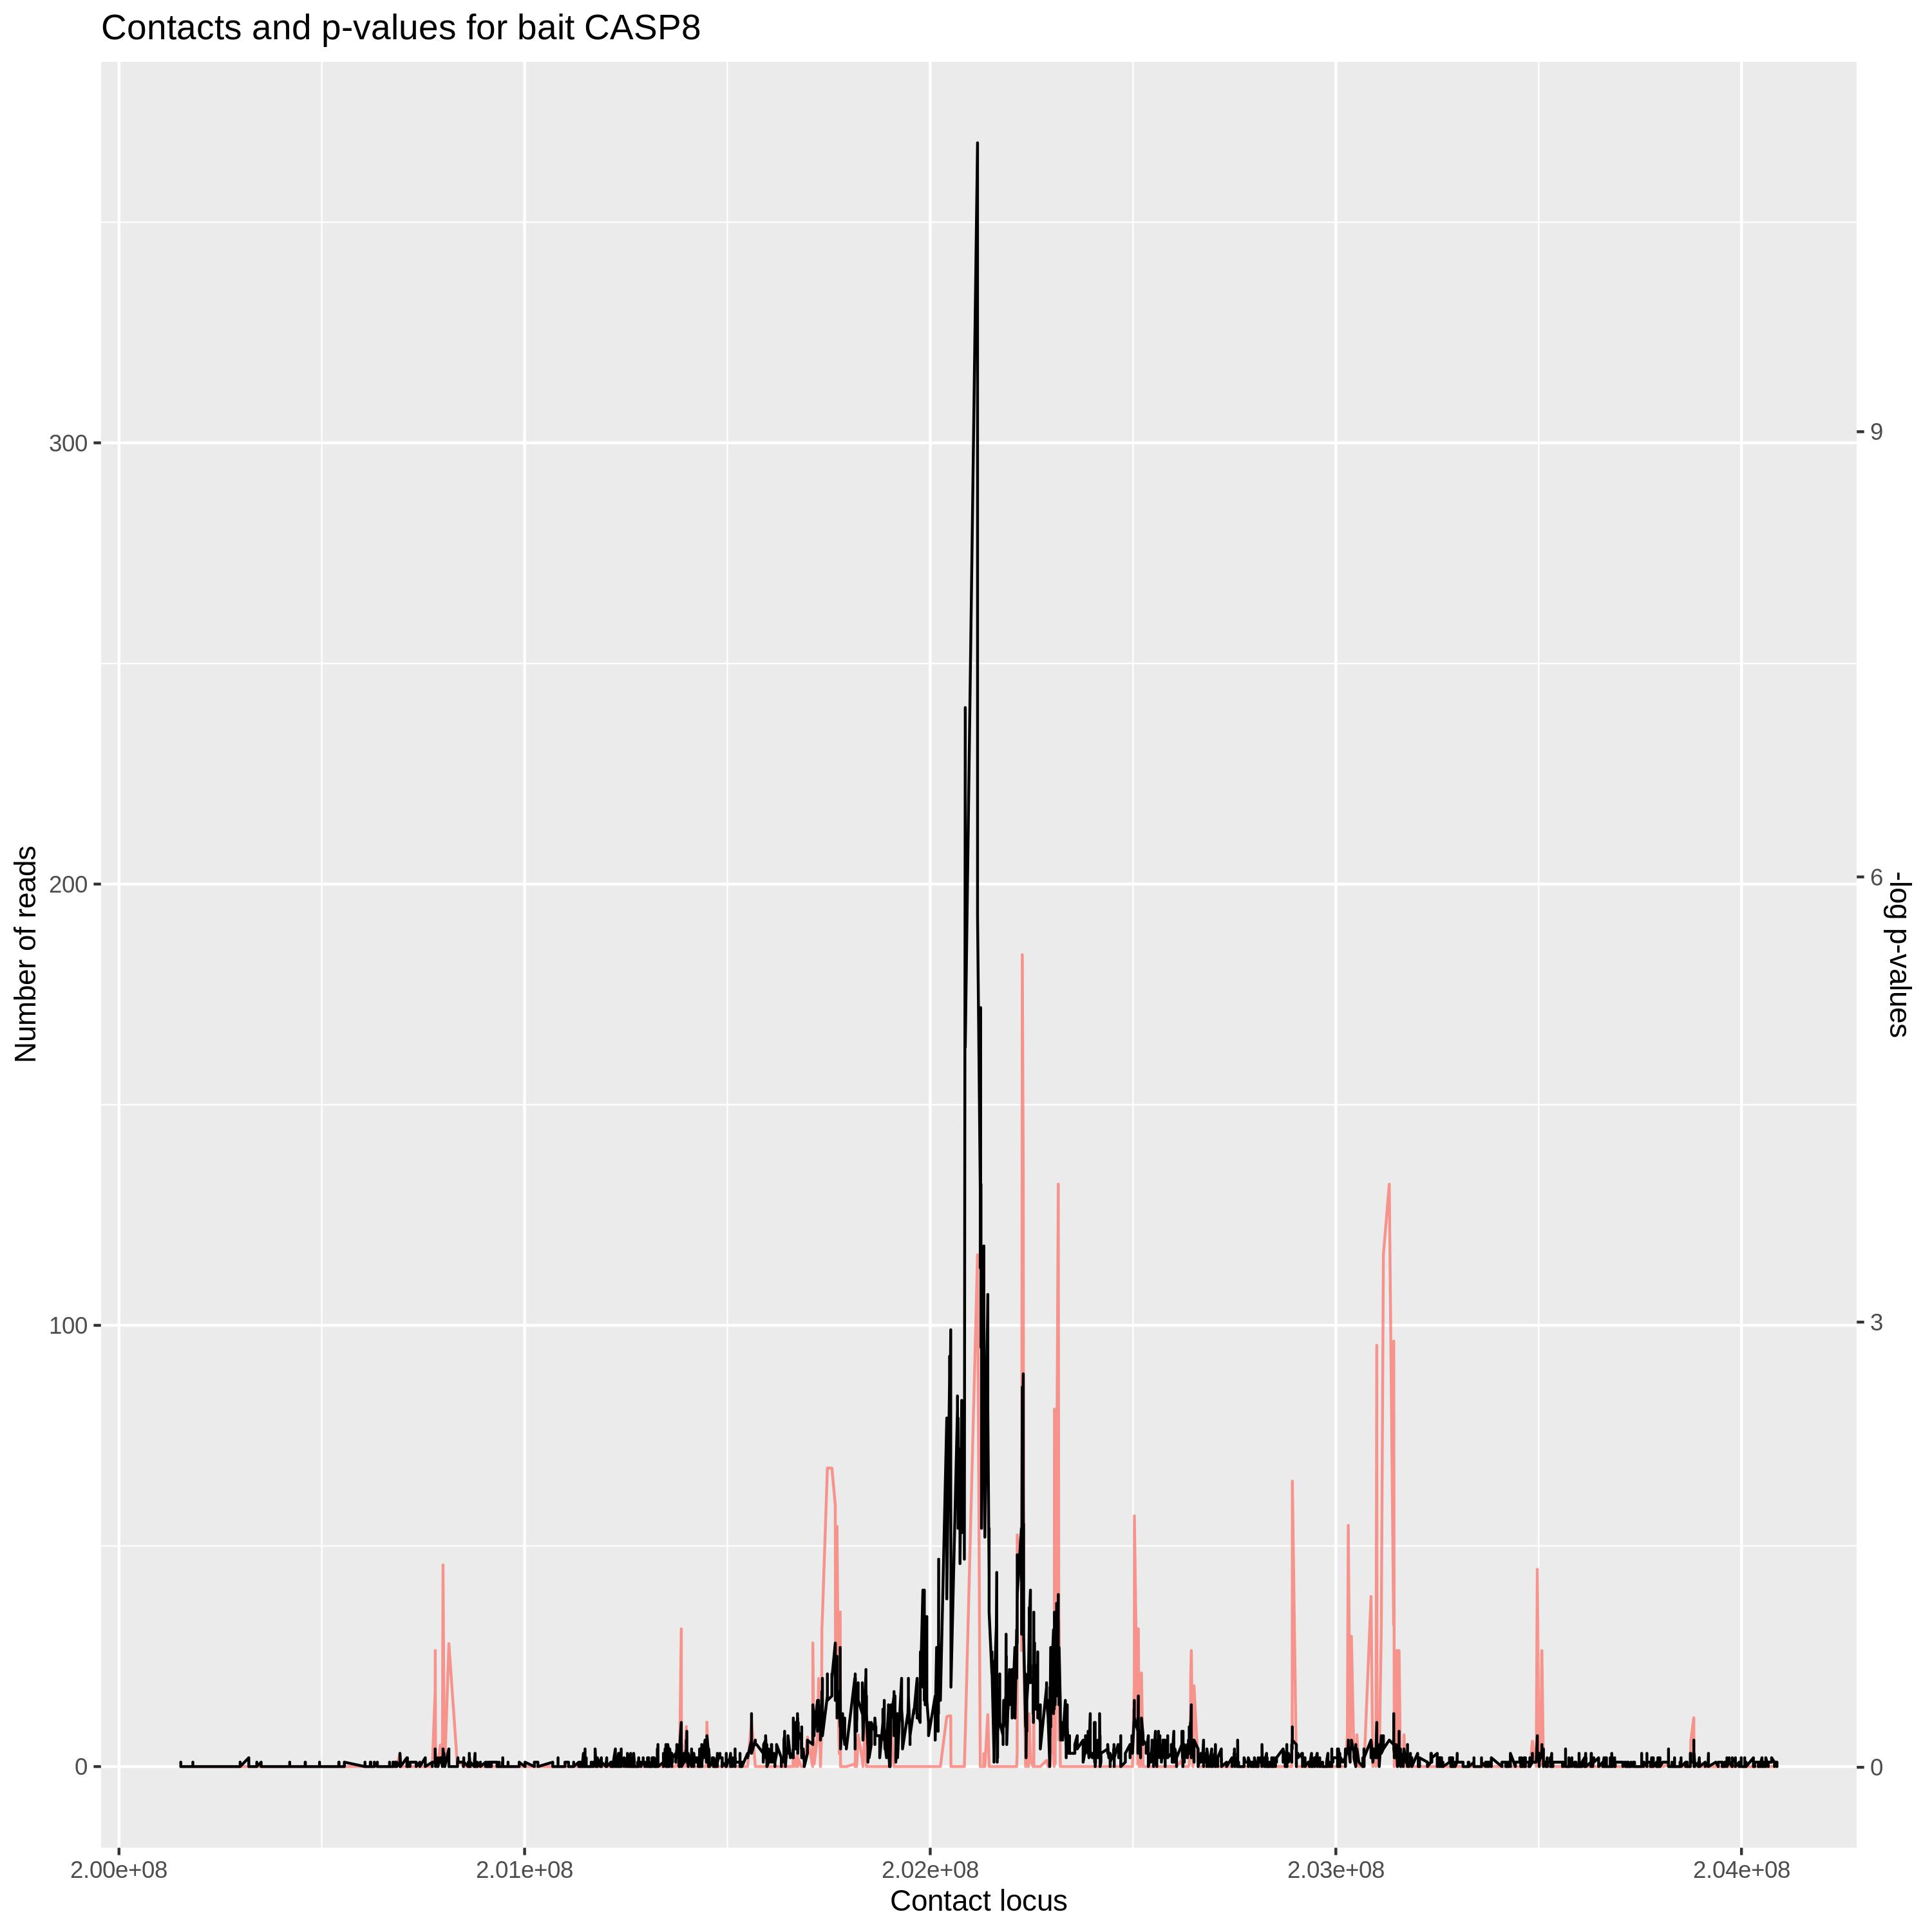 Contacts and p-values for bait CASP8
Number of reads
300
200
100
0
9
6
3
0
-log p-values
2.00e+08 2.01e+08 2.02e+08 2.03e+08 2.04e+08
Contact locus